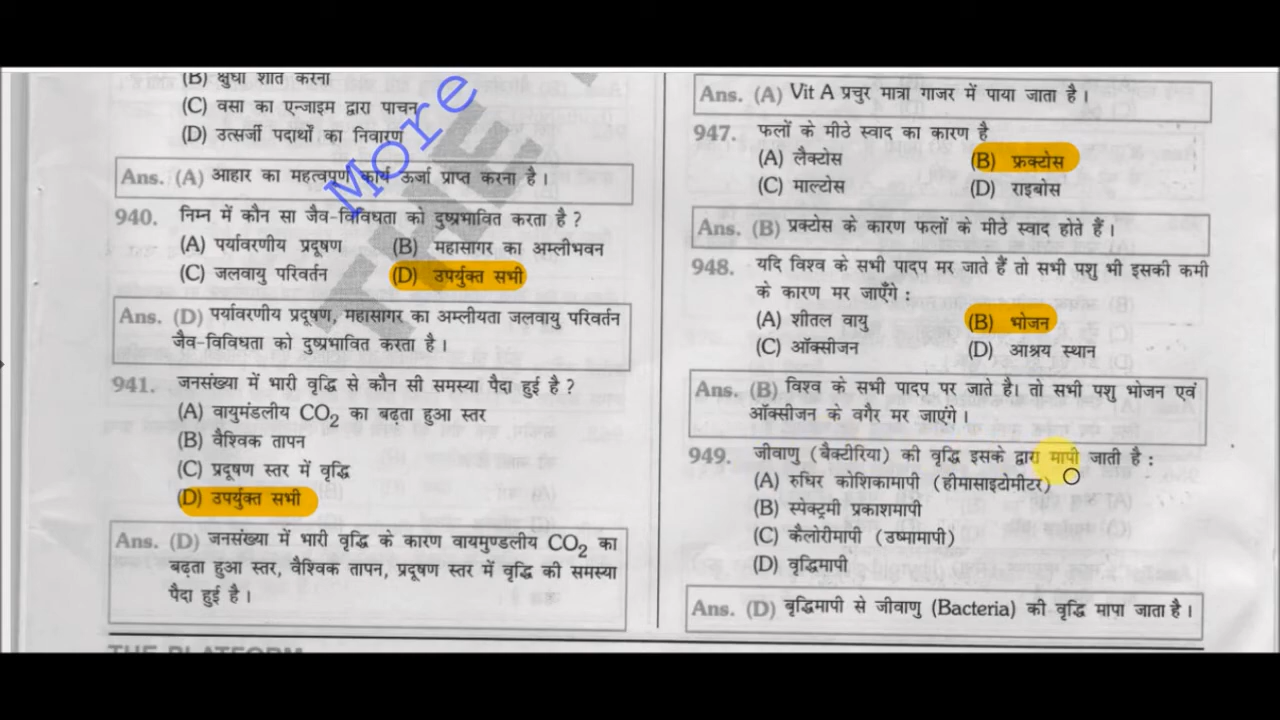 (B) क्षुधा शांत करना
(C) वसा का एन्जाइम द्वारा पाचन
(D) उत्सर्जी पदार्थो का निवारण
Ans. (A) आहार का महत्वपूर्ण कार्य ऊर्जा प्राप्त करना है।
940. निम्न में कौन सा जैव-विविधता को दुष्प्रभावित करता है ?
(A) पर्यावरणीय प्रदूषण (B) महासागर का अम्लीभवन
(C) जलवायु परिवर्तन (D) उपर्युक्त सभी
Ans. (D) पर्यावरणीय प्रदूषण, महासागर का अम्लीयता जलवायु परिवर्तन
जैव-विविधता को दुष्प्रभावित करता है।
941. जनसंख्या में भारी वृद्धि से कौन सी समस्या पैदा हुई है ?
(A) वायुमंडलीय CO₂ का बढ़ता हुआ स्तर
(B) वैश्विक तापन
(C) प्रदूषण स्तर में वृद्धि
(D) उपर्युक्त सभी
Ans. (D) जनसंख्या में भारी वृद्धि के कारण वायमुण्डलीय CO₂ का
बढ़ता हुआ स्तर, वैश्विक तापन, प्रदूषण स्तर में वृद्धि की समस्या
पैदा हुई है।
THE PLATFORM
More
THE
Ans. (A) Vit A प्रचुर मात्रा गाजर में पाया जाता है।
947. फलों के मीठे स्वाद का कारण है
(A) लैक्टोस (B) फ्रक्टोस
(C) माल्टोस (D) राइबोस
Ans. (B) फ्रक्टोस के कारण फलों के मीठे स्वाद होते हैं।
948. यदि विश्व के सभी पादप मर जाते हैं तो सभी पशु भी इसकी कमी
के कारण मर जाएँगे :
(A) शीतल वायु (B) भोजन
(C) ऑक्सीजन (D) आश्रय स्थान
Ans. (B) विश्व के सभी पादप पर जाते है। तो सभी पशु भोजन एवं
ऑक्सीजन के वगैर मर जाएंगे।
949. जीवाणु (बैक्टीरिया) की वृद्धि इसके द्वारा मापी जाती है :
(A) रुधिर कोशिकामापी (हीमासाइटोमीटर)
(B) स्पेक्ट्रमी प्रकाशमापी
(C) कैलोरीमापी (उष्मामापी)
(D) वृद्धिमापी
Ans. (D) वृद्धिमापी से जीवाणु (Bacteria) की वृद्धि मापा जाता है।